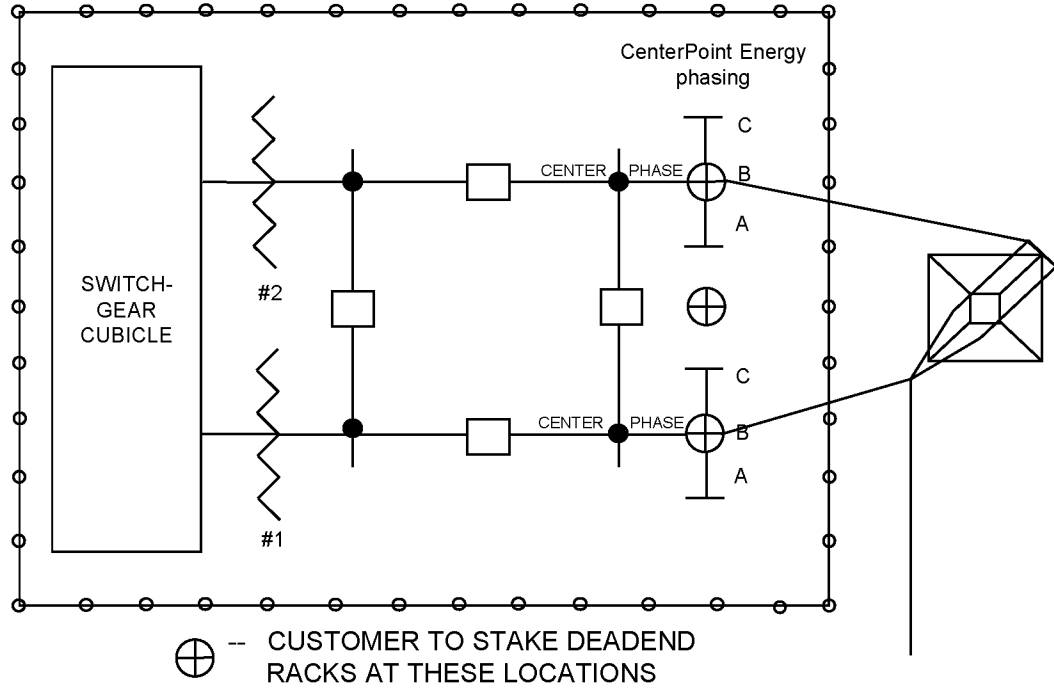 CenterPoint Energy
phasing
C
CENTER PHASE B
A
SWITCH-
GEAR
CUBICLE
#2
C
CENTER PHASE B
A
#1
-- CUSTOMER TO STAKE DEADEND
RACKS AT THESE LOCATIONS